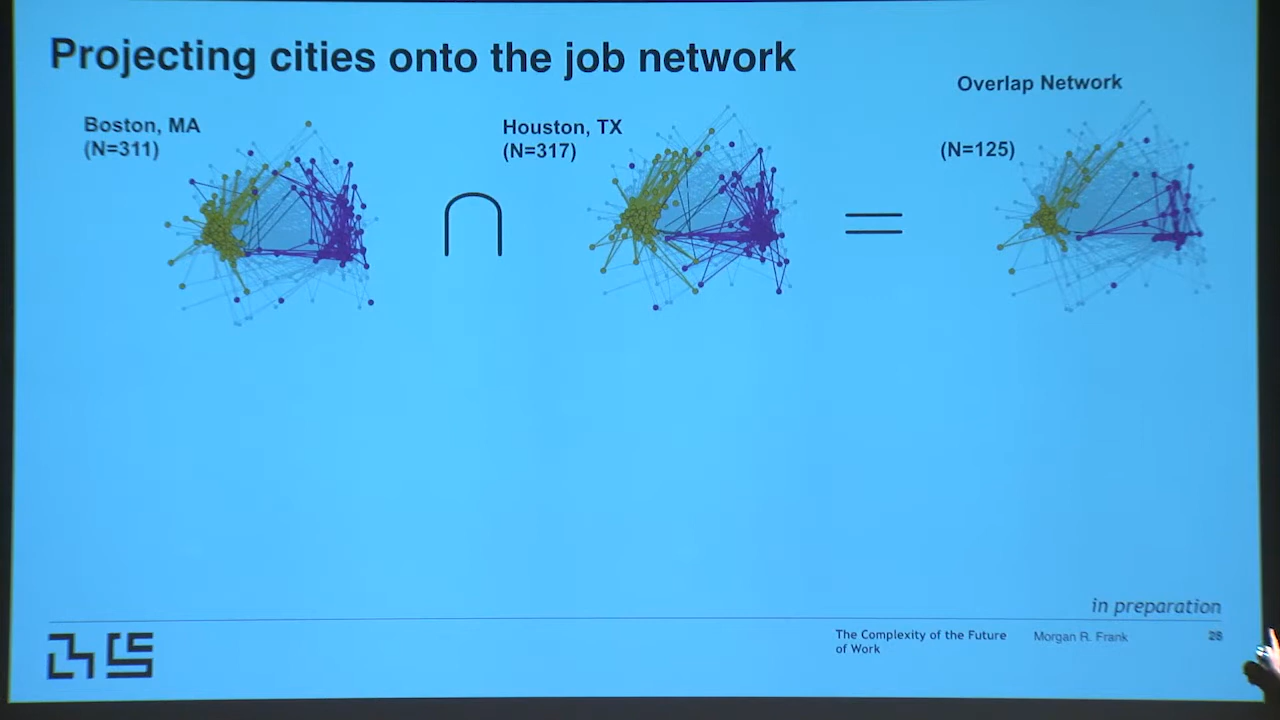 Projecting cities onto the job network
Overlap Network
Boston, MA
(N=311)
Houston, TX
(N=317)
(N=125)
in preparation
The Complexity of the Future
of Work
Morgan R. Frank
28